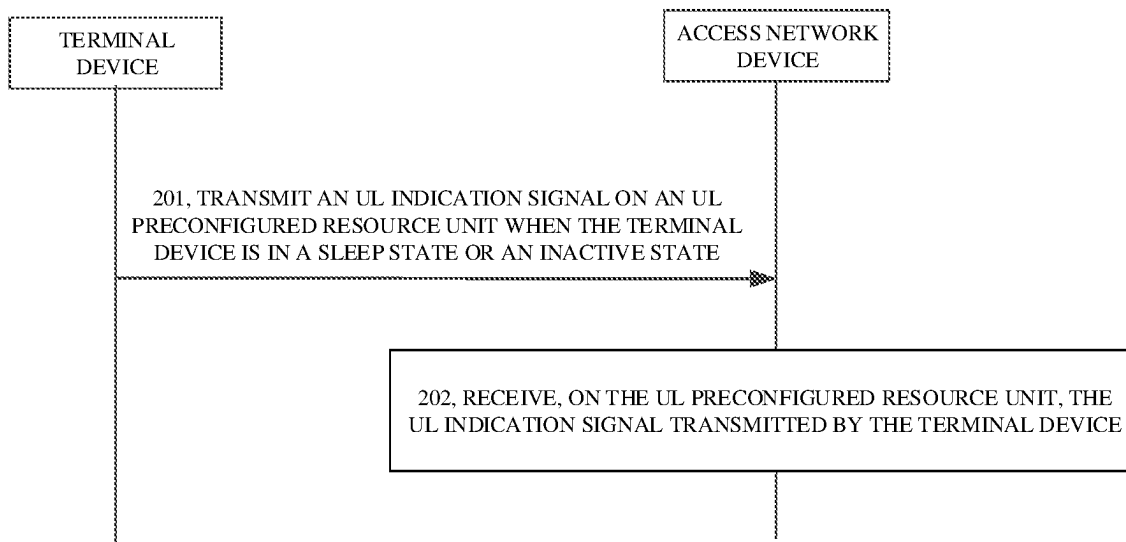 TERMINAL
DEVICE
ACCESS NETWORK
DEVICE
201, TRANSMIT AN UL INDICATION SIGNAL ON AN UL
PRECONFIGURED RESOURCE UNIT WHEN THE TERMINAL
DEVICE IS IN A SLEEP STATE OR AN INACTIVE STATE
202, RECEIVE, ON THE UL PRECONFIGURED RESOURCE UNIT, THE
UL INDICATION SIGNAL TRANSMITTED BY THE TERMINAL DEVICE